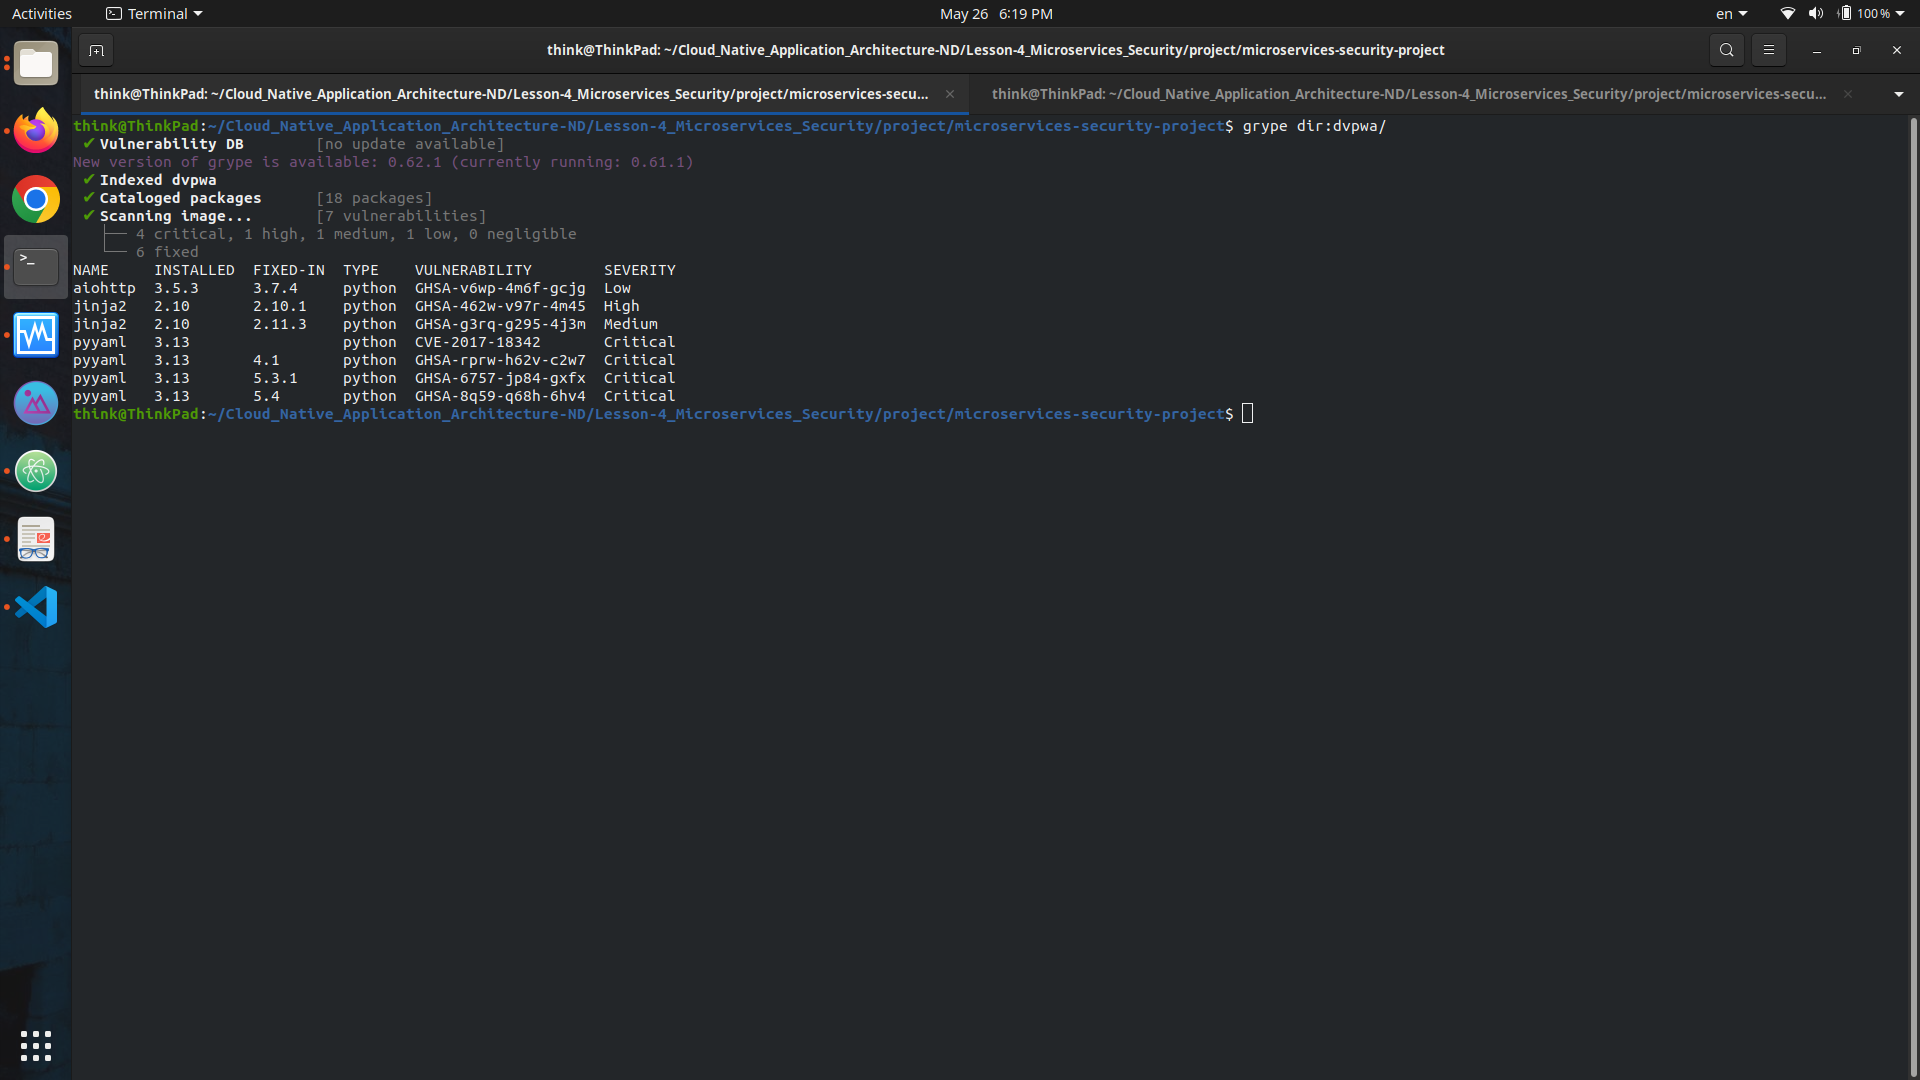 Activities Terminal May 26 6:19 PM en 100 %
think@ThinkPad: ~/Cloud_Native_Application_Architecture-ND/Lesson-4_Microservices_Security/project/microservices-security-project
think@ThinkPad: ~/Cloud_Native_Application_Architecture-ND/Lesson-4_Microservices_Security/project/microservices-secu... think@ThinkPad: ~/Cloud_Native_Application_Architecture-ND/Lesson-4_Microservices_Security/project/microservices-secu...
think@ThinkPad:~/Cloud_Native_Application_Architecture-ND/Lesson-4_Microservices_Security/project/microservices-security-project$ grype dir:dvpwa/
✔ Vulnerability DB [no update available]
New version of grype is available: 0.62.1 (currently running: 0.61.1)
✔ Indexed dvpwa
✔ Cataloged packages [18 packages]
✔ Scanning image... [7 vulnerabilities]
├── 4 critical, 1 high, 1 medium, 1 low, 0 negligible
└── 6 fixed
NAME INSTALLED FIXED-IN TYPE VULNERABILITY SEVERITY
aiohttp 3.5.3 3.7.4 python GHSA-v6wp-4m6f-gcjg Low
jinja2 2.10 2.10.1 python GHSA-462w-v97r-4m45 High
jinja2 2.10 2.11.3 python GHSA-g3rq-g295-4j3m Medium
pyyaml 3.13 python CVE-2017-18342 Critical
pyyaml 3.13 4.1 python GHSA-rprw-h62v-c2w7 Critical
pyyaml 3.13 5.3.1 python GHSA-6757-jp84-gxfx Critical
pyyaml 3.13 5.4 python GHSA-8q59-q68h-6hv4 Critical
think@ThinkPad:~/Cloud_Native_Application_Architecture-ND/Lesson-4_Microservices_Security/project/microservices-security-project$